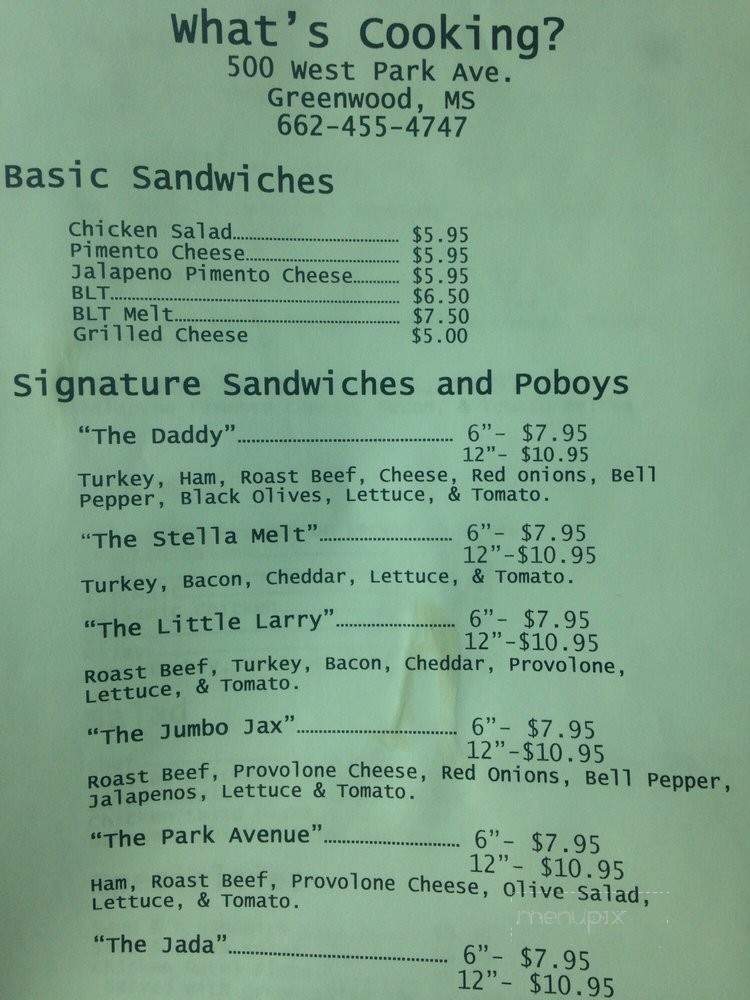 What's Cooking?
500 West Park Ave.
Greenwood, MS
662-455-4747
Basic Sandwiches
Chicken Salad................................ $5.95
Pimento Cheese............................. $5.95
Jalapeno Pimento Cheese......... $5.95
BLT........................................................ $6.50
BLT Melt........................................... $7.50
Grilled Cheese $5.00
Signature Sandwiches and Poboys
“The Daddy”.......................................... 6”- $7.95
12”- $10.95
Turkey, Ham, Roast Beef, Cheese, Red onions, Bell
Pepper, Black Olives, Lettuce, & Tomato.
“The Stella Melt”.......................... 6”- $7.95
12”-$10.95
Turkey, Bacon, Cheddar, Lettuce, & Tomato.
“The Little Larry”....................... 6”- $7.95
12”-$10.95
Roast Beef, Turkey, Bacon, Cheddar, Provolone,
Lettuce, & Tomato.
“The Jumbo Jax”............................... 6”- $7.95
12”-$10.95
Roast Beef, Provolone Cheese, Red Onions, Bell Pepper,
Jalapenos, Lettuce & Tomato.
“The Park Avenue”.......................... 6”- $7.95
12”- $10.95
Ham, Roast Beef, Provolone Cheese, Olive Salad,
Lettuce, & Tomato.
menupix
“The Jada”.......................................... 6”- $7.95
12”- $10.95